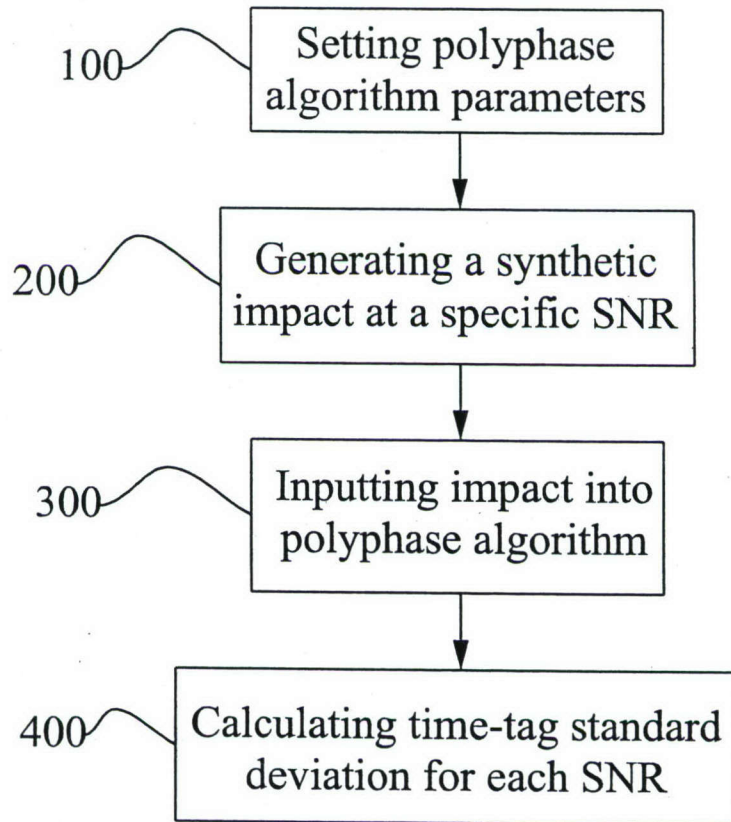 100
Setting polyphase
algorithm parameters
200
Generating a synthetic
impact at a specific SNR
300
Inputting impact into
polyphase algorithm
400
Calculating time-tag standard
deviation for each SNR